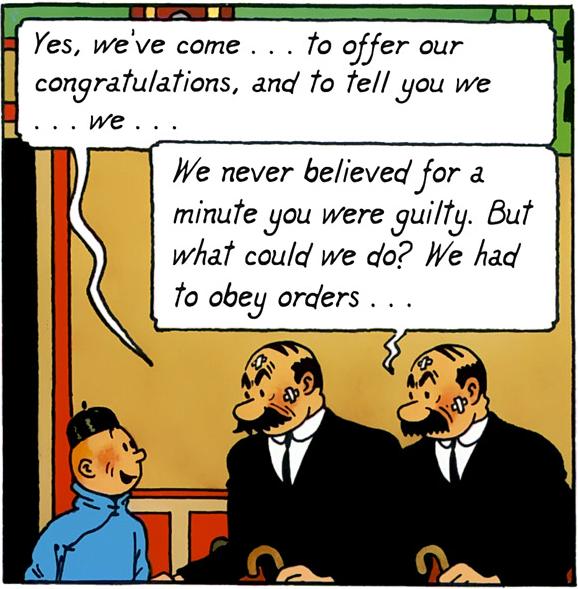 Yes, we've come . . . to offer our
congratulations, and to tell you we
. . . we . . .
We never believed for a
minute you were guilty. But
what could we do? We had
to obey orders . . .